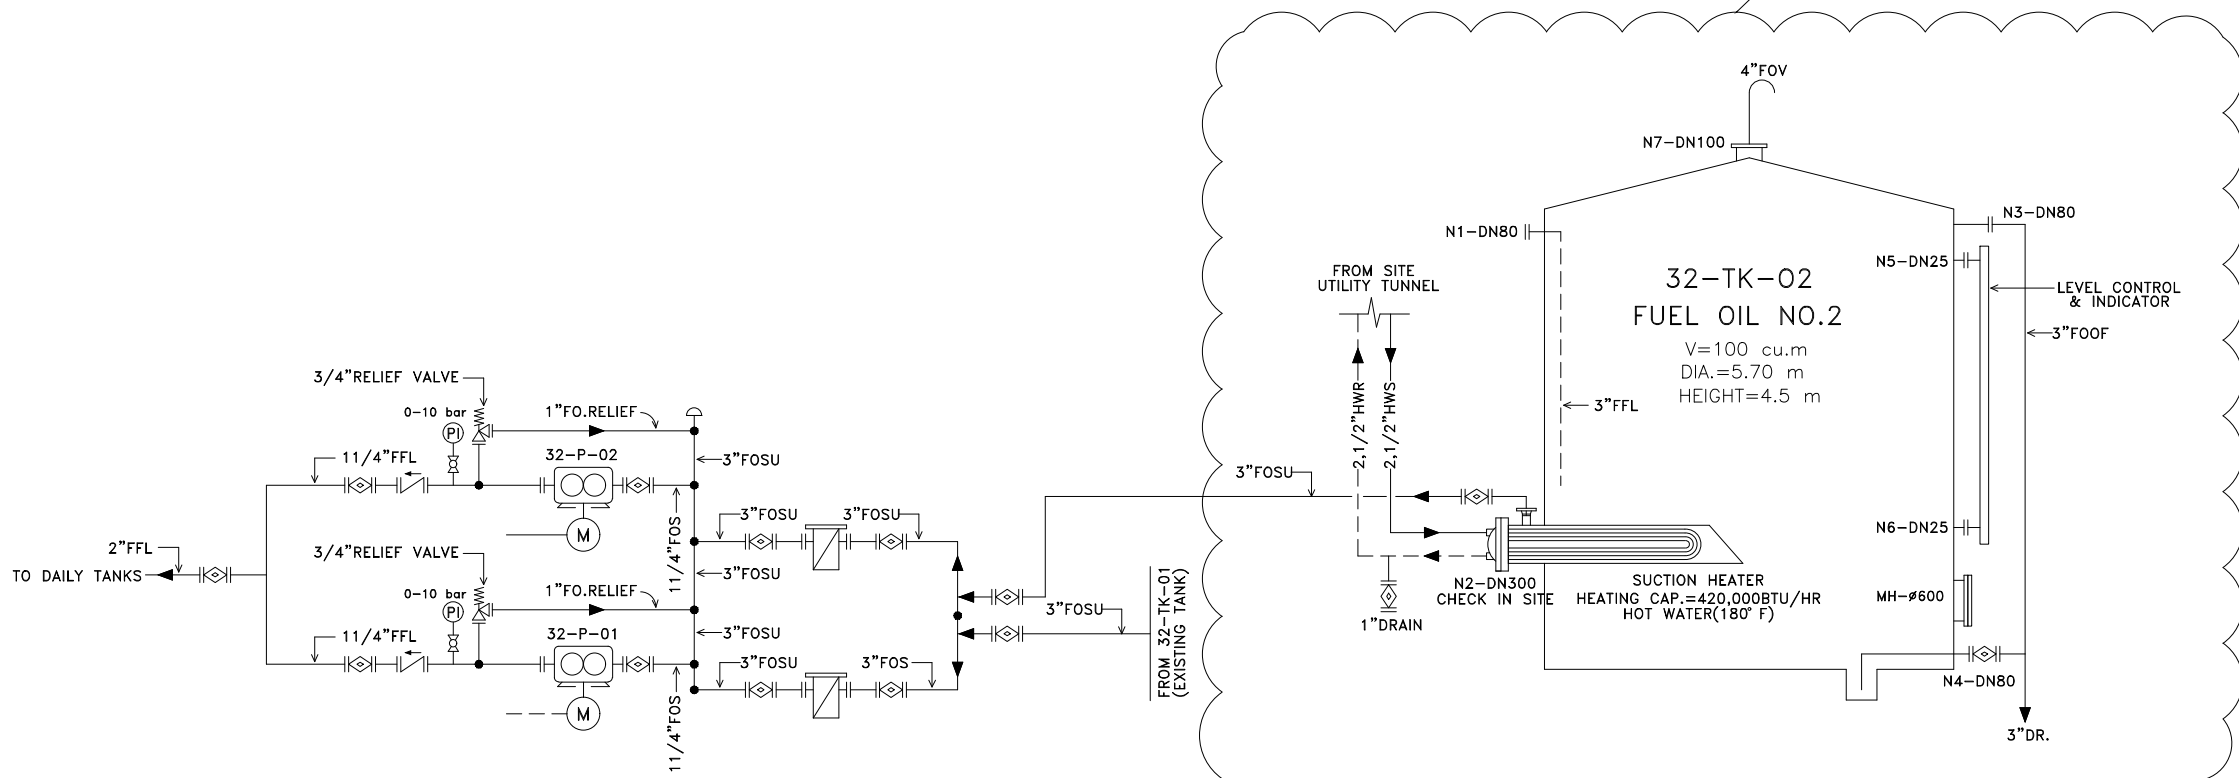 4"FOV
N7-DN100
N3-DN80
N1-DN80
N5-DN25
FROM SITE
UTILITY TUNNEL
32-TK-02
FUEL OIL NO.2
V=100 cu.m
DIA.=5.70 m
HEIGHT=4.5 m
LEVEL CONTROL
& INDICATOR
3"FOOF
3"FFL
2,1/2"HWR
2,1/2"HWS
3/4"RELIEF VALVE
0-10 bar
PI
1"FO.RELIEF
11/4"FFL
32-P-02
M
3"FOSU
11/4"FOS
3"FOSU
3"FOSU
3"FOSU
3"FOSU
N6-DN25
2"FFL
TO DAILY TANKS
3/4"RELIEF VALVE
0-10 bar
PI
1"FO.RELIEF
3"FOSU
3"FOSU
11/4"FFL
32-P-01
M
11/4"FOS
3"FOSU
3"FOS
3"FOSU
FROM 32-TK-01
(EXISTING TANK)
N2-DN300
CHECK IN SITE
1"DRAIN
SUCTION HEATER
HEATING CAP.=420,000BTU/HR
HOT WATER(180° F)
MH-ø600
N4-DN80
3"DR.